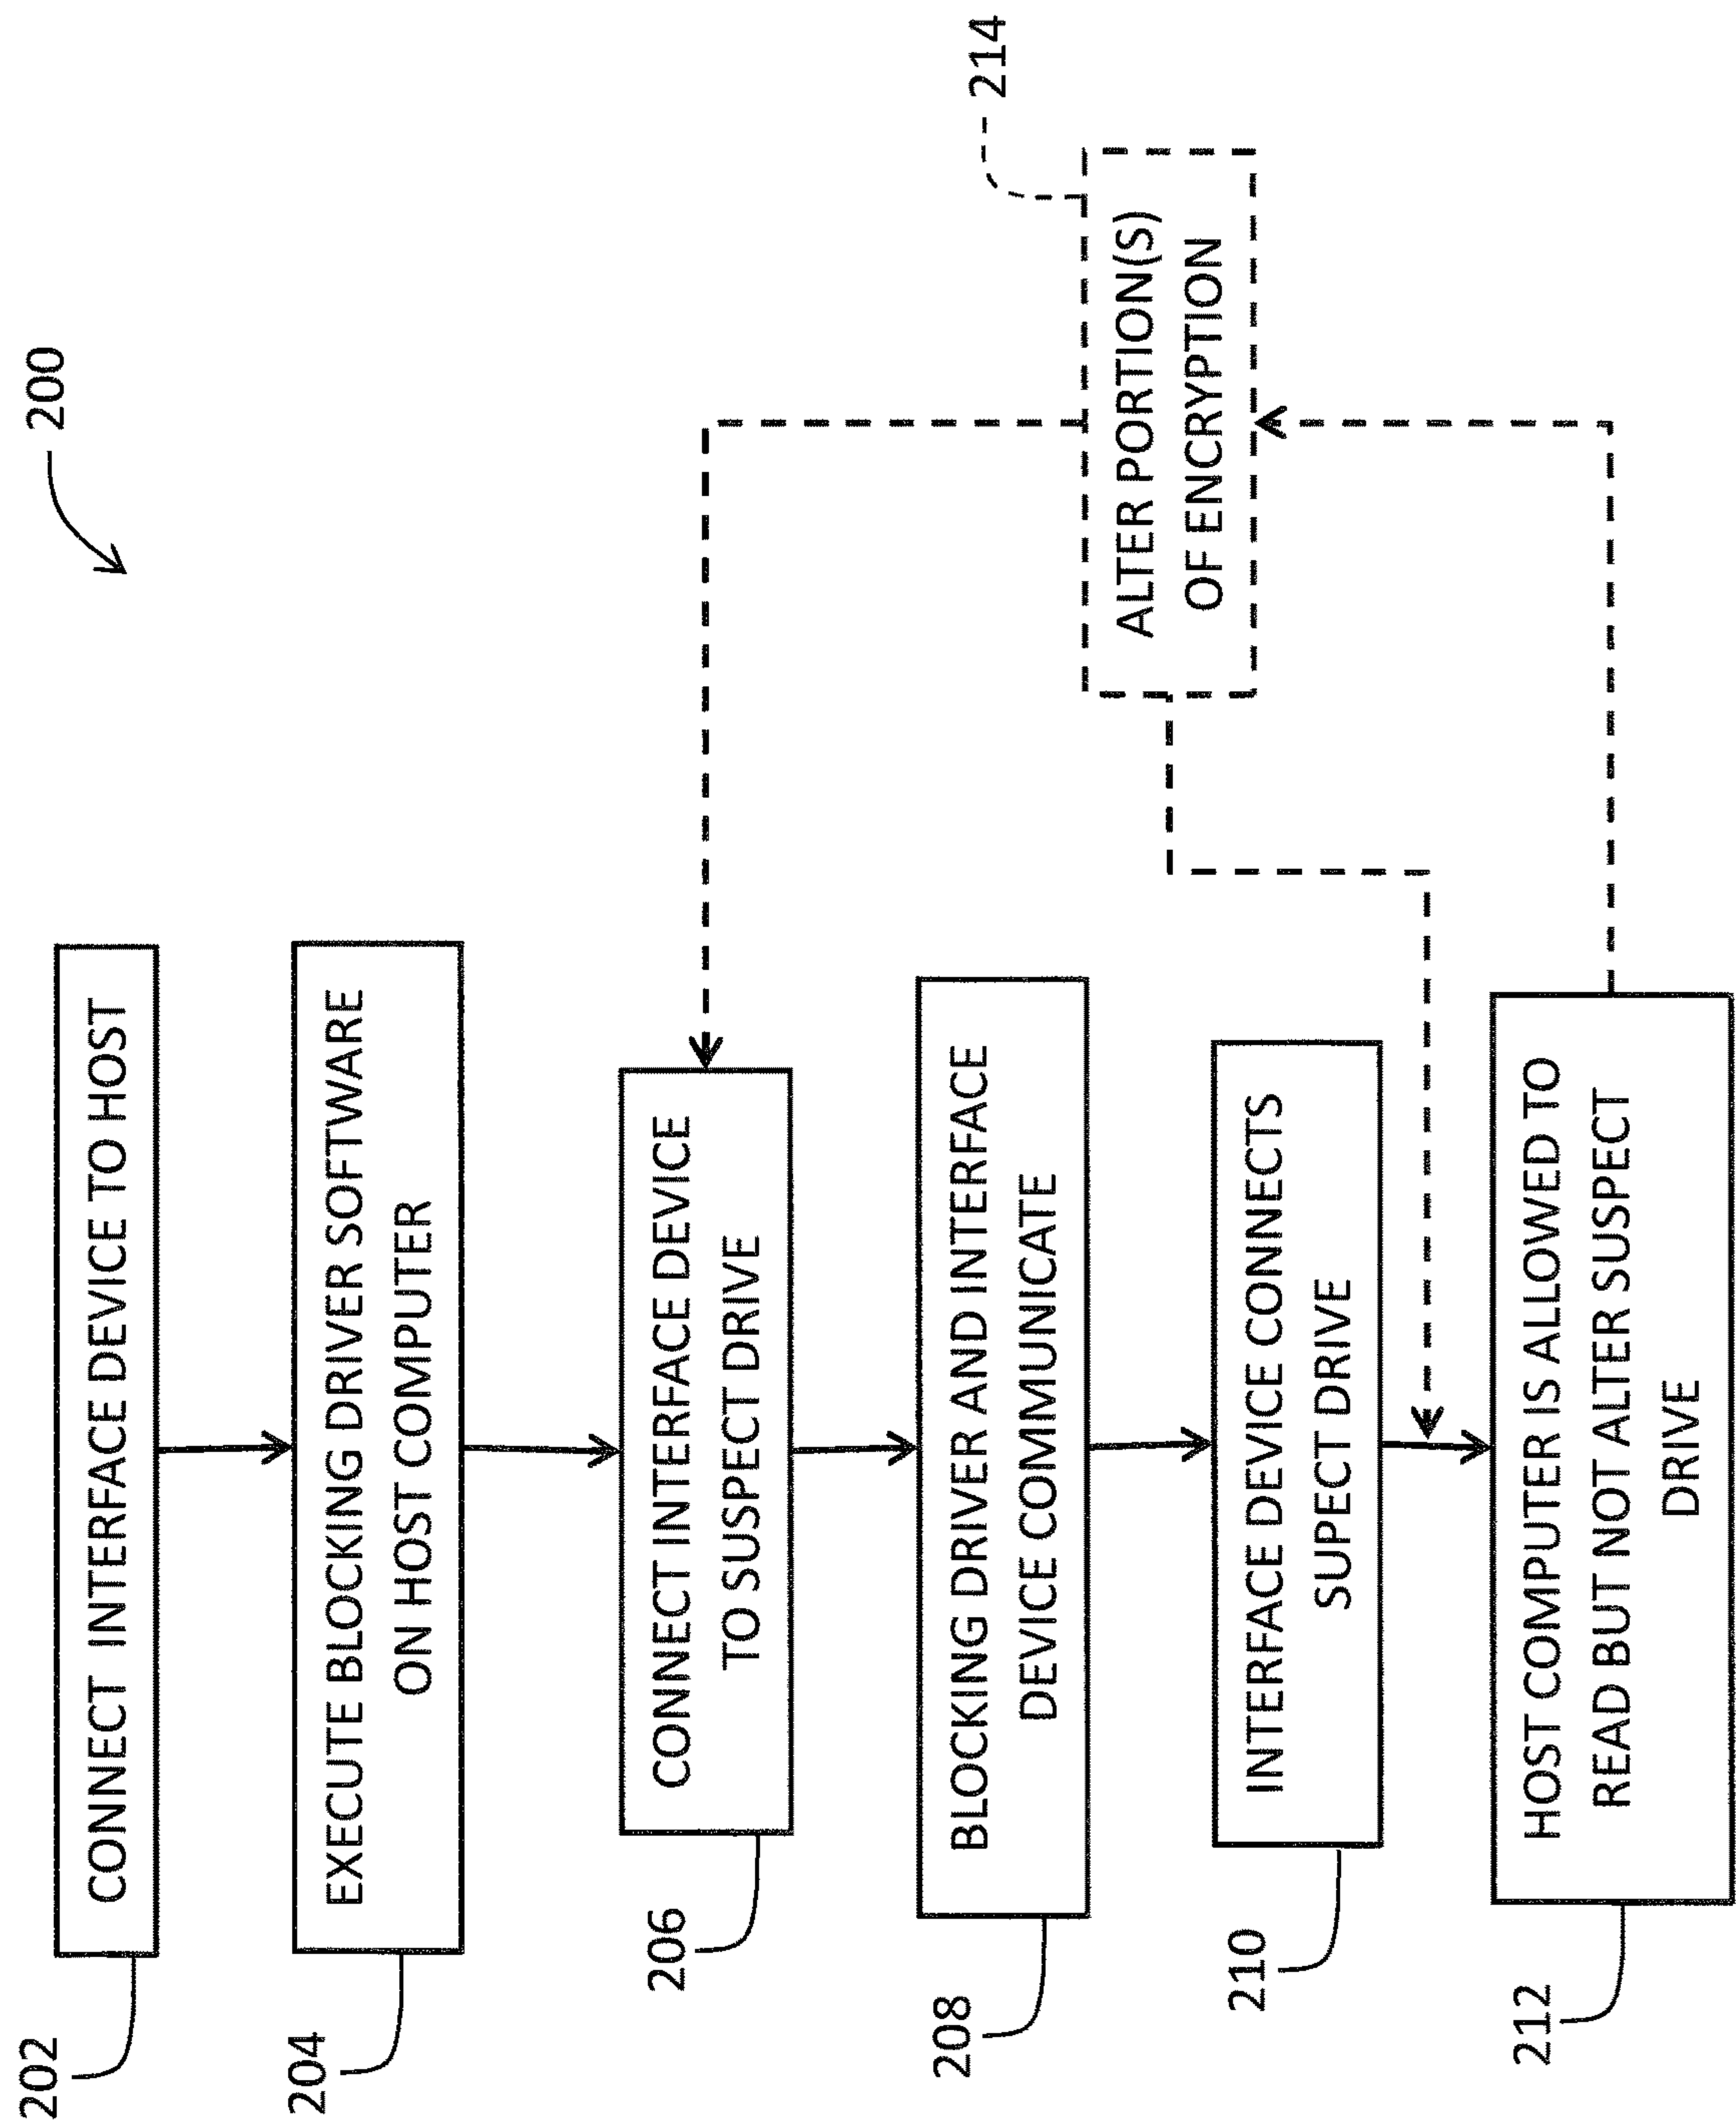 200
202
CONNECT INTERFACE DEVICE TO HOST
204
EXECUTE BLOCKING DRIVER SOFTWARE
ON HOST COMPUTER
206
CONNECT INTERFACE DEVICE
TO SUSPECT DRIVE
208
BLOCKING DRIVER AND INTERFACE
DEVICE COMMUNICATE
210
INTERFACE DEVICE CONNECTS
SUPECT DRIVE
212
HOST COMPUTER IS ALLOWED TO
READ BUT NOT ALTER SUSPECT
DRIVE
214
ALTER PORTION(S)
OF ENCRYPTION